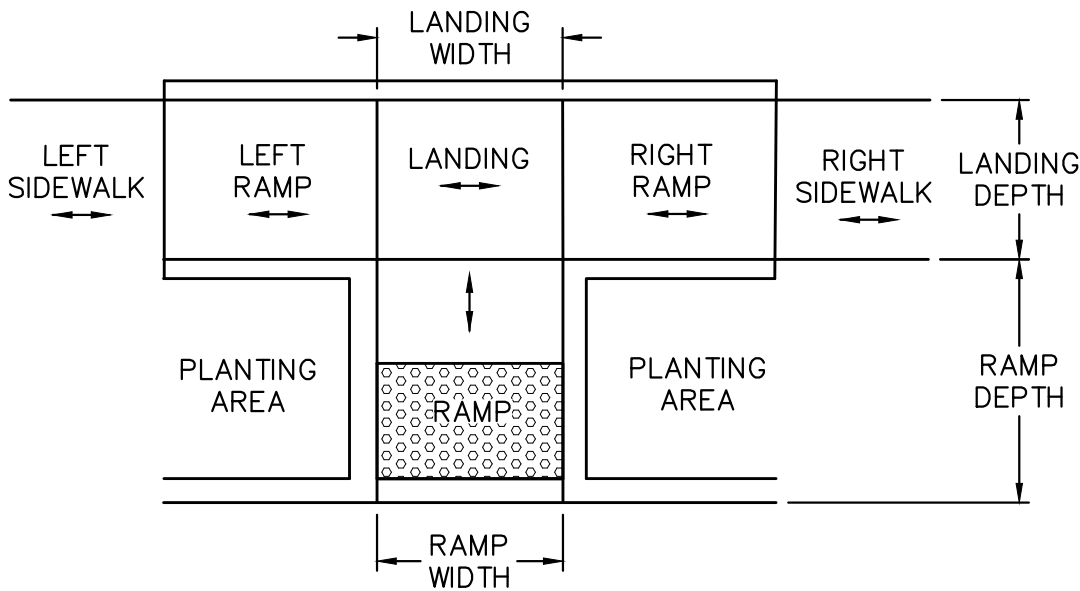 LANDING
WIDTH
LEFT
SIDEWALK
LEFT
RAMP
LANDING
RIGHT
RAMP
RIGHT
SIDEWALK
LANDING
DEPTH
PLANTING
AREA
RAMP
PLANTING
AREA
RAMP
DEPTH
RAMP
WIDTH